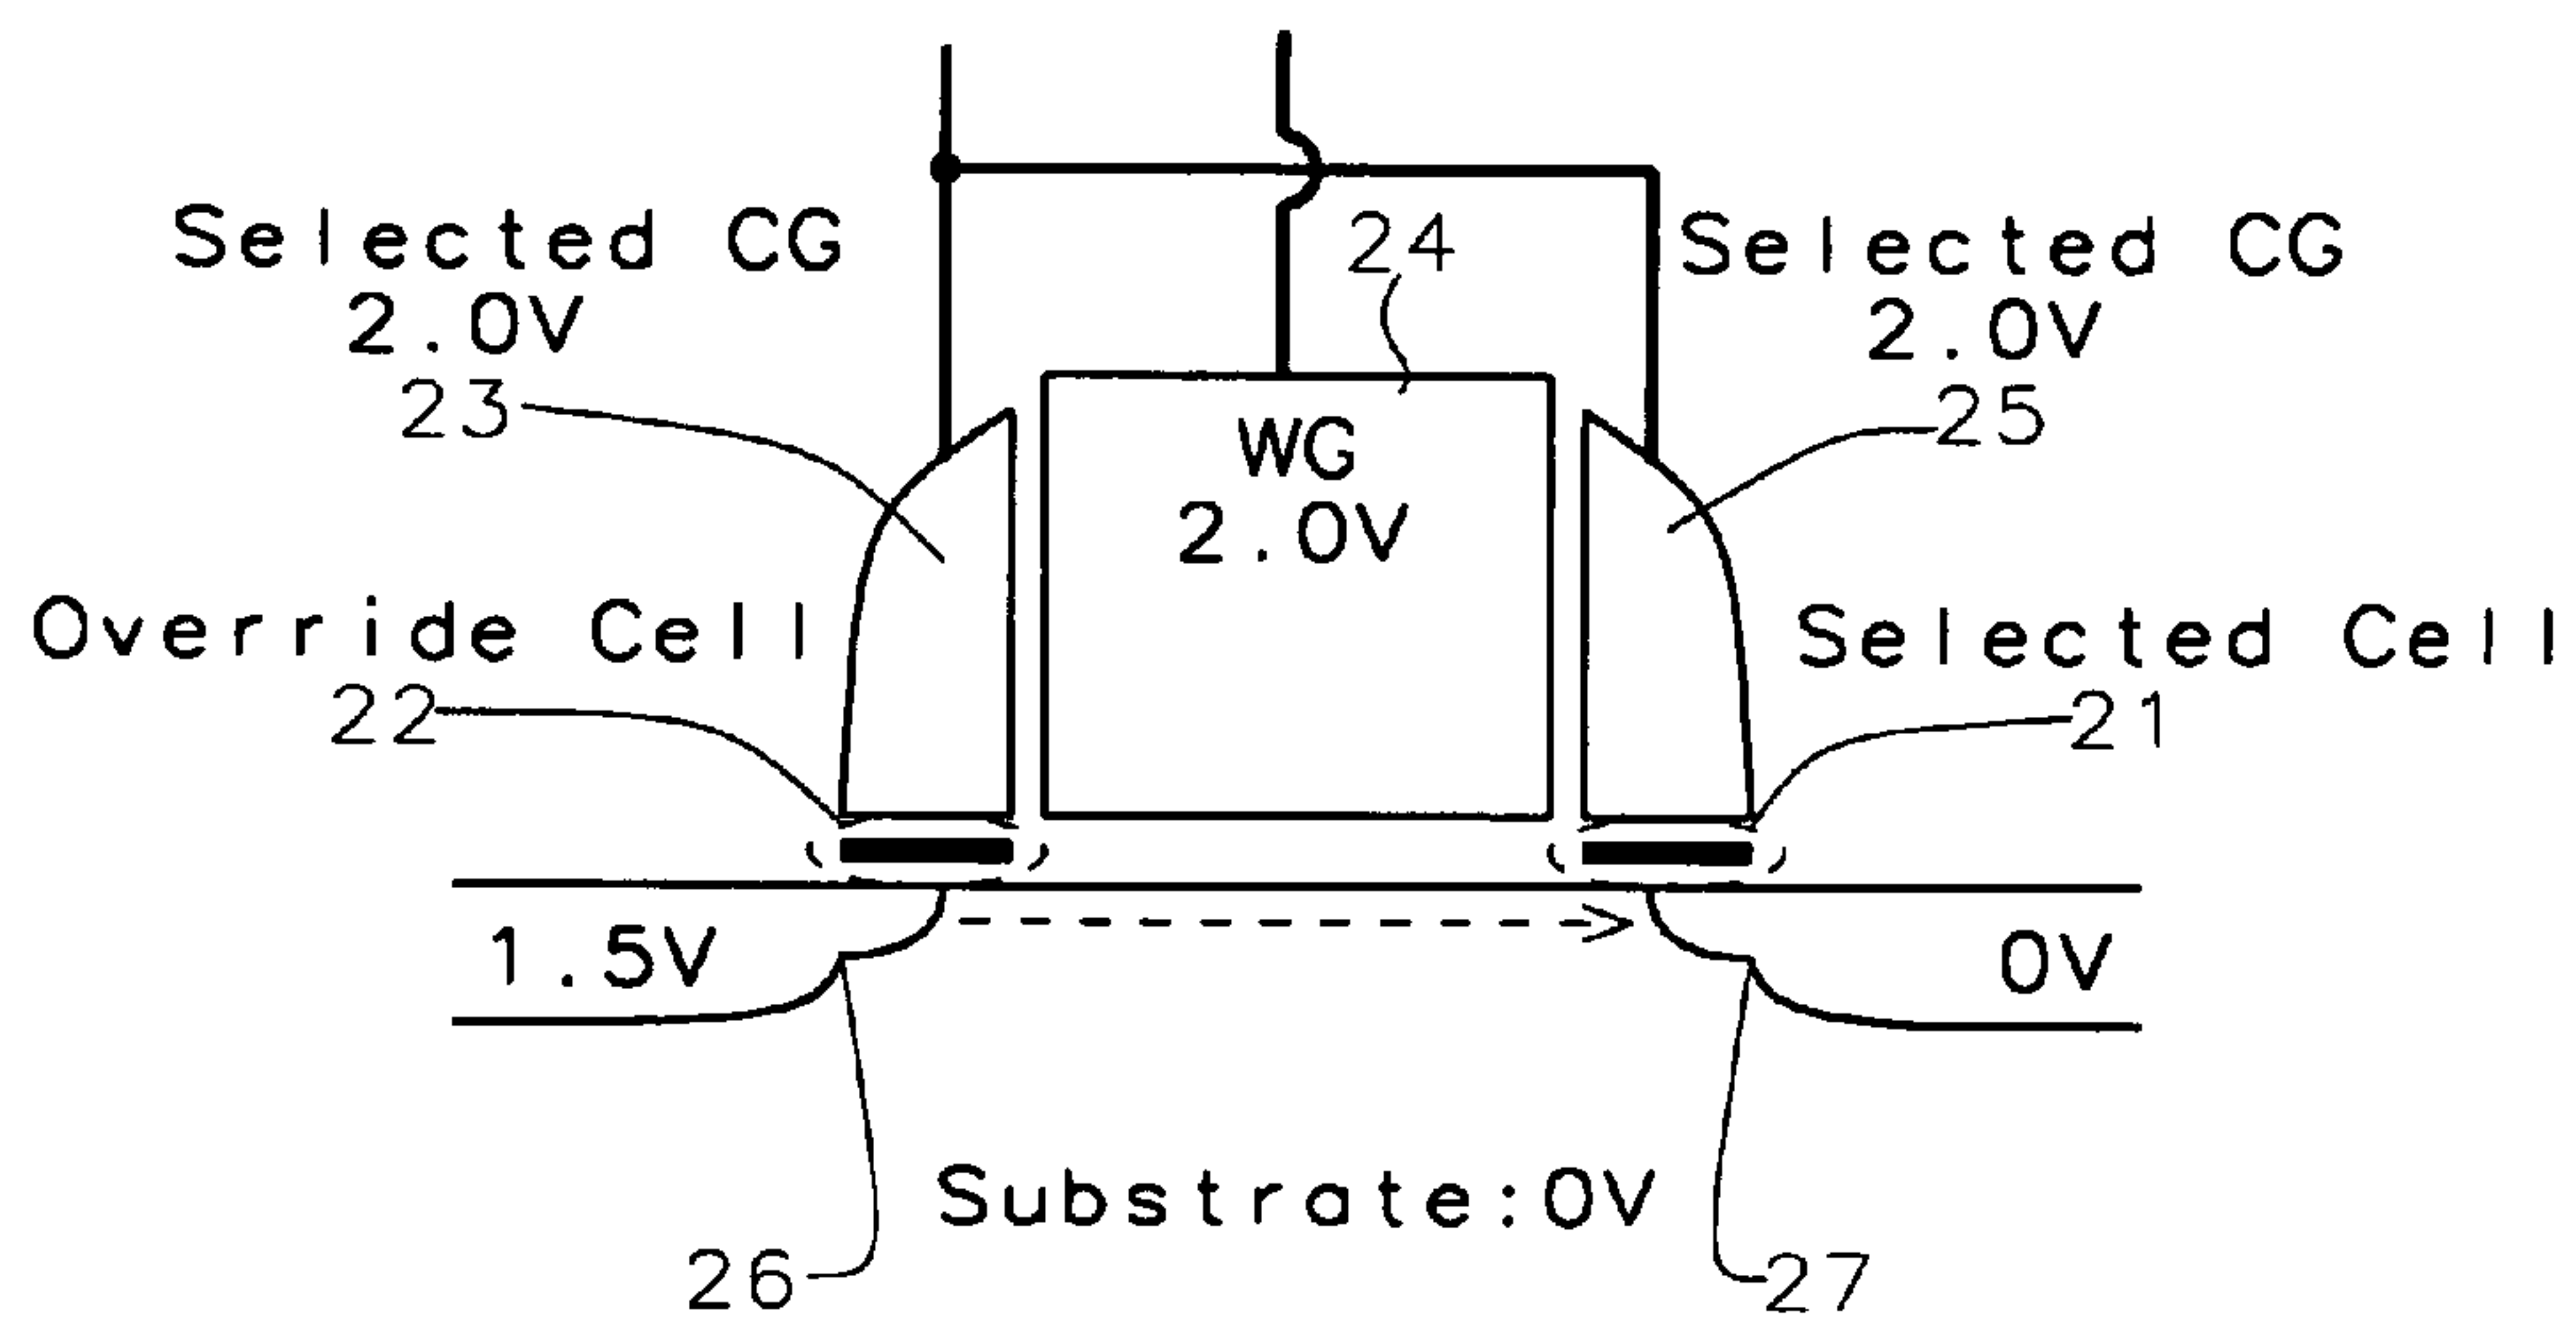 Selected CG
2.0V
23
24
Selected CG
2.0V
25
WG
2.0V
Override Cell
22
Selected Cell
21
1.5V
0V
Substrate:0V
26
27